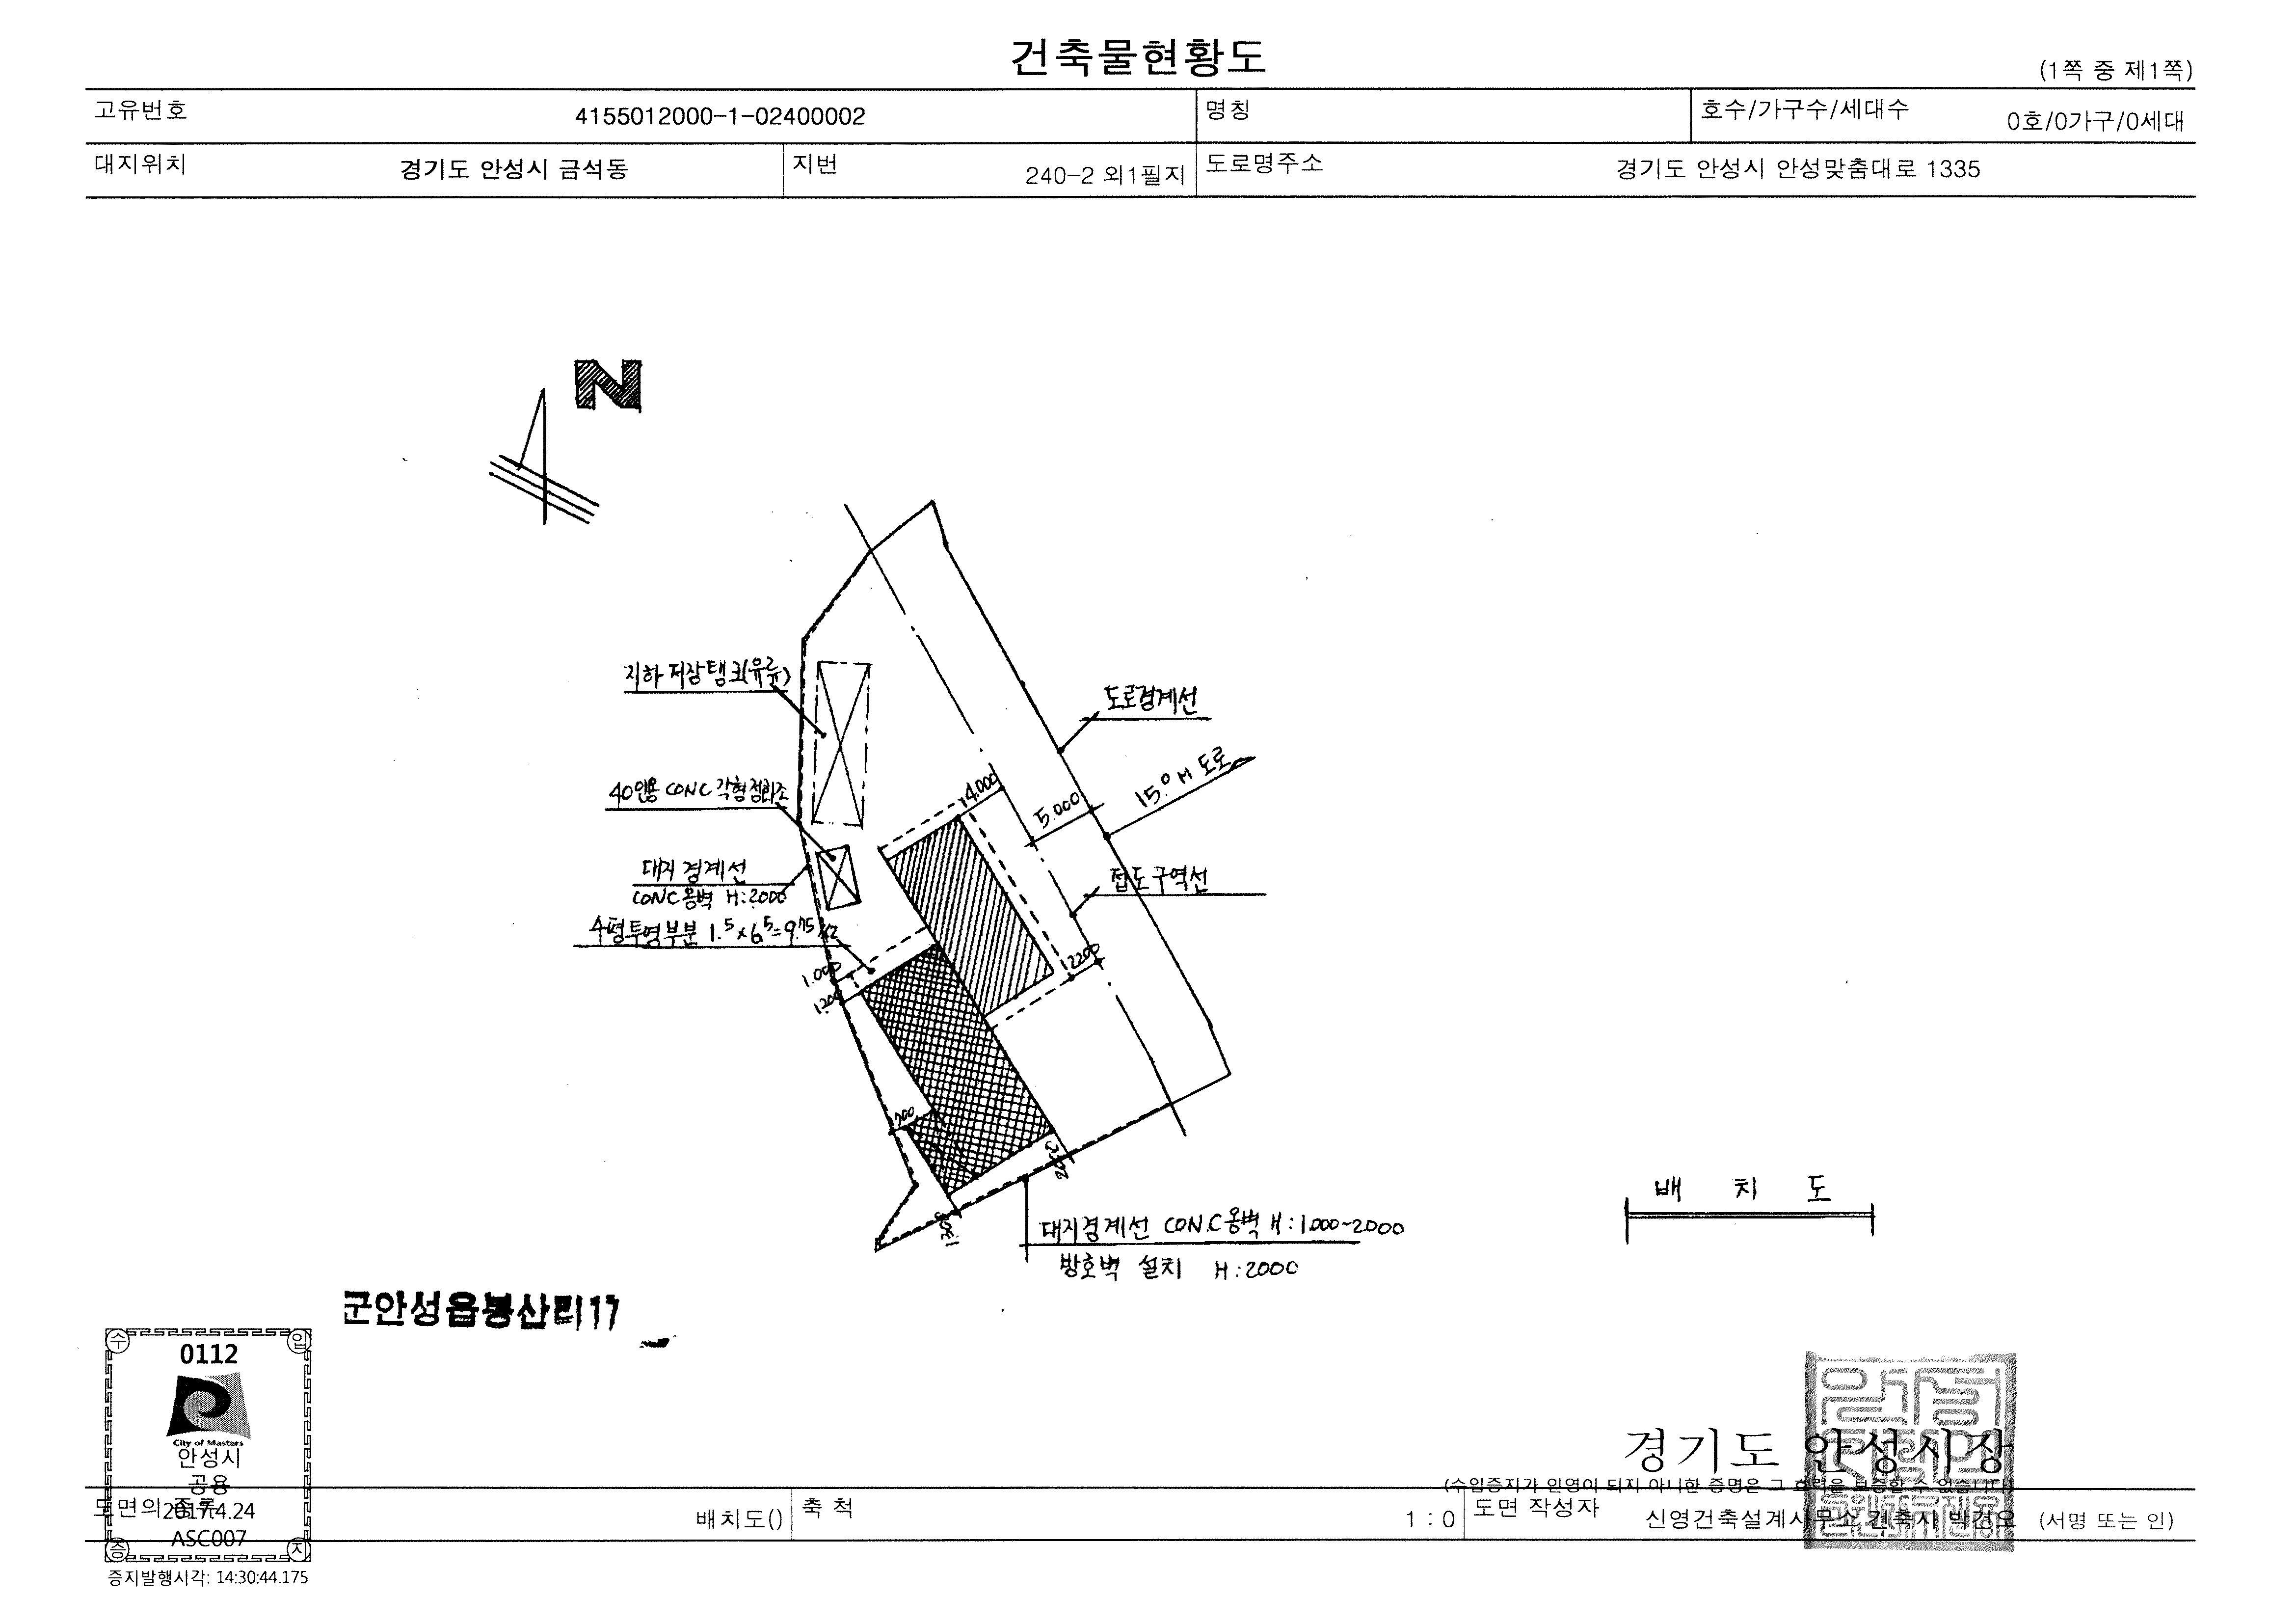 건축물현황도
(1쪽 중 제1쪽)
고유번호 4155012000-1-02400002 명칭 호수/가구수/세대수 0호/0가구/0세대
대지위치 경기도 안성시 금석동 지번 240-2 외1필지 도로명주소 경기도 안성시 안성맞춤대로 1335
N
지하 저장탱크(유류)
도로경계선
15.0M 도로
40인용 CONC 각형정화조
4.000
5.000
대지 경계선
CONC 옹벽 H:2000
접도구역선
수평투영부분 1.5×6.5=9.75
1.000
1.200
2200
700
대지경계선 CON.C 옹벽 H:1.000~2.000
방호벽 설치 H:2000
배 치 도
군안성읍봉산리17
수 입
0112
City of Masters
안성시
공용
2017.4.24
ASC007
증 지
증지발행시각: 14:30:44.175
경기도 안성시장
(수입증지가 인영이 되지 아니한 증명은 그 효력을 보증할 수 없습니다)
도면의 종류 배치도() 축 척 1 : 0 도면 작성자 신영건축설계사무소 건축사 (서명 또는 인)